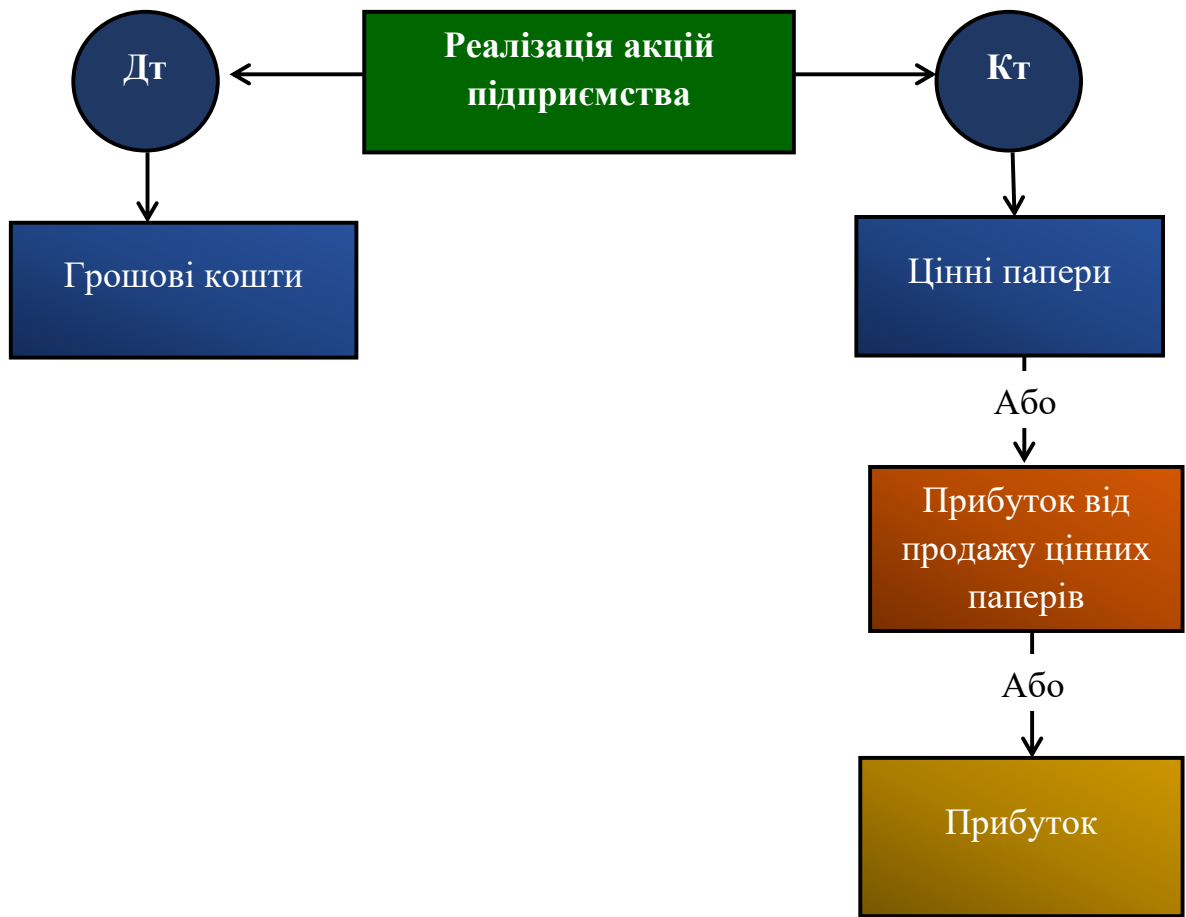 Дт
Реалізація акцій
підприємства
Кт
Грошові кошти
Цінні папери
Або
Прибуток від
продажу цінних
паперів
Або
Прибуток